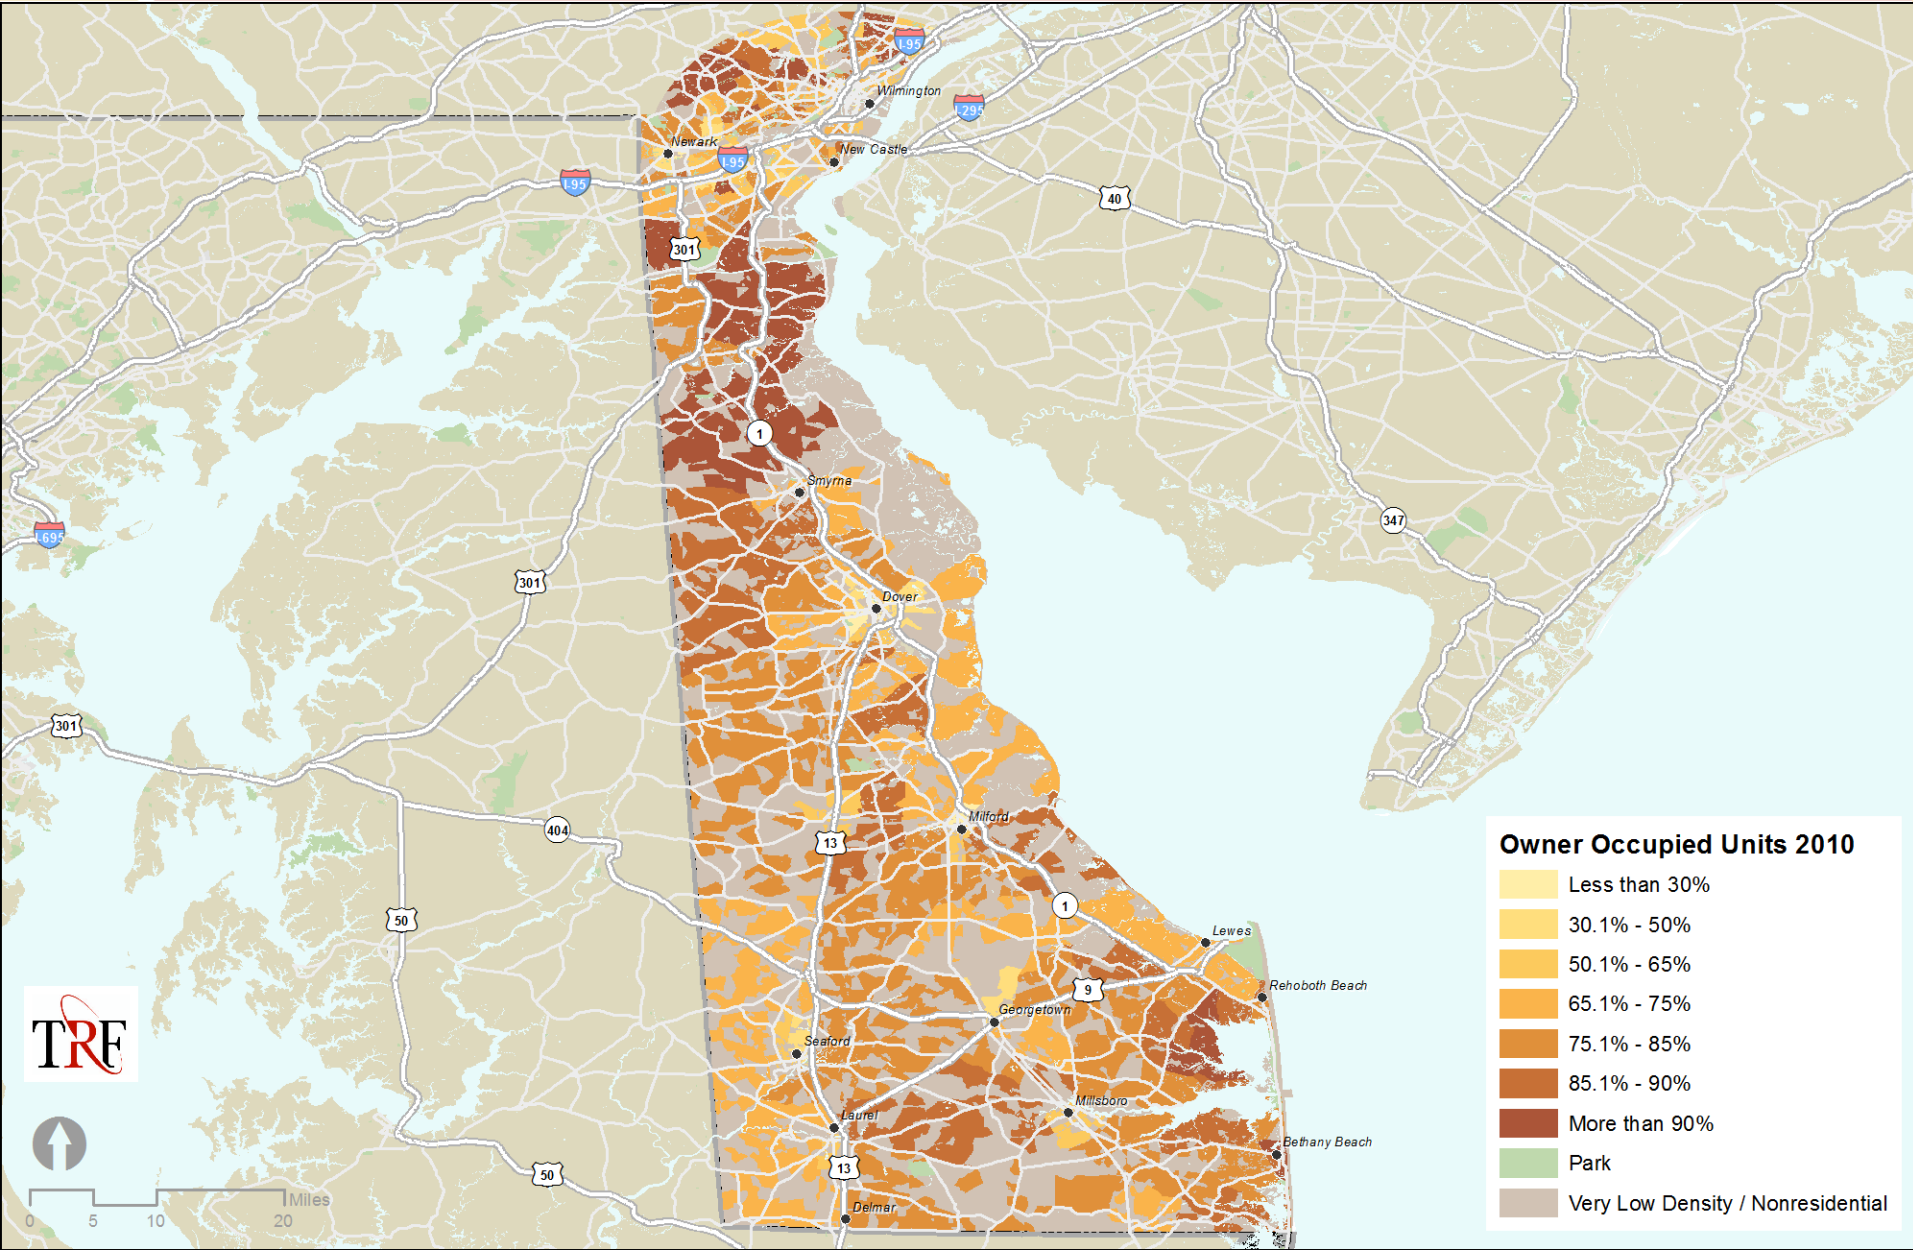 I-95
Wilmington
I-295
Newark
New Castle
I-95
I-95
40
301
1
Smyrna
347
I-695
301
Dover
301
Milford
404
13
Owner Occupied Units 2010
Less than 30%
30.1% - 50%
50.1% - 65%
65.1% - 75%
75.1% - 85%
85.1% - 90%
More than 90%
Park
Very Low Density / Nonresidential
50
1
Lewes
9
Rehoboth Beach
Georgetown
TRF
Seaford
Millsboro
Laurel
Bethany Beach
13
50
Miles
Delmar
0 5 10 20